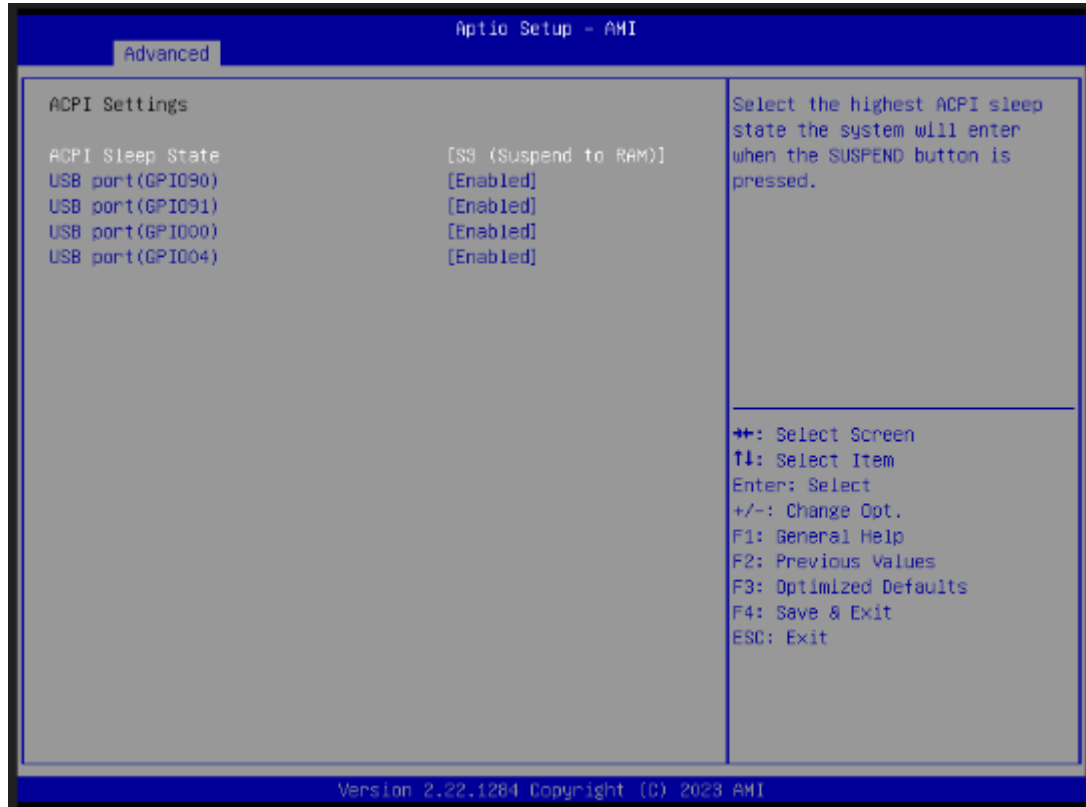 Aptio Setup - AMI
Advanced
ACPI Settings
ACPI Sleep State [S3 (Suspend to RAM)]
USB port(GPIO90) [Enabled]
USB port(GPIO91) [Enabled]
USB port(GPIO00) [Enabled]
USB port(GPIO04) [Enabled]
Select the highest ACPI sleep
state the system will enter
when the SUSPEND button is
pressed.
→←: Select Screen
↑↓: Select Item
Enter: Select
+/-: Change Opt.
F1: General Help
F2: Previous Values
F3: Optimized Defaults
F4: Save & Exit
ESC: Exit
Version 2.22.1284 Copyright (C) 2023 AMI